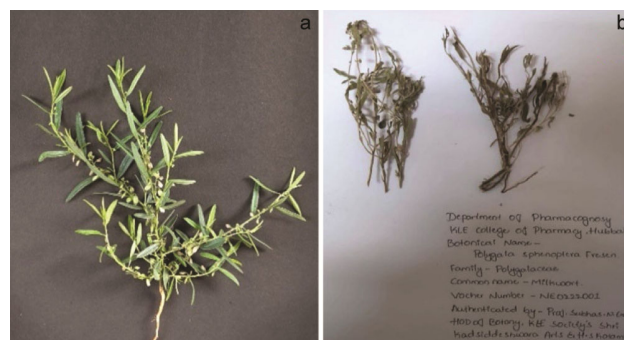 a
b
Department of Pharmacognosy
KLE College of Pharmacy Hubbal
Botanical Name –
Polygala sphenoptera Fresen
Family – Polygalaceae
Common name – Milkwort
Vocher Number –
Authenticated by – Prof.
HOD of Botany. KLE Society's Shri
Arts &